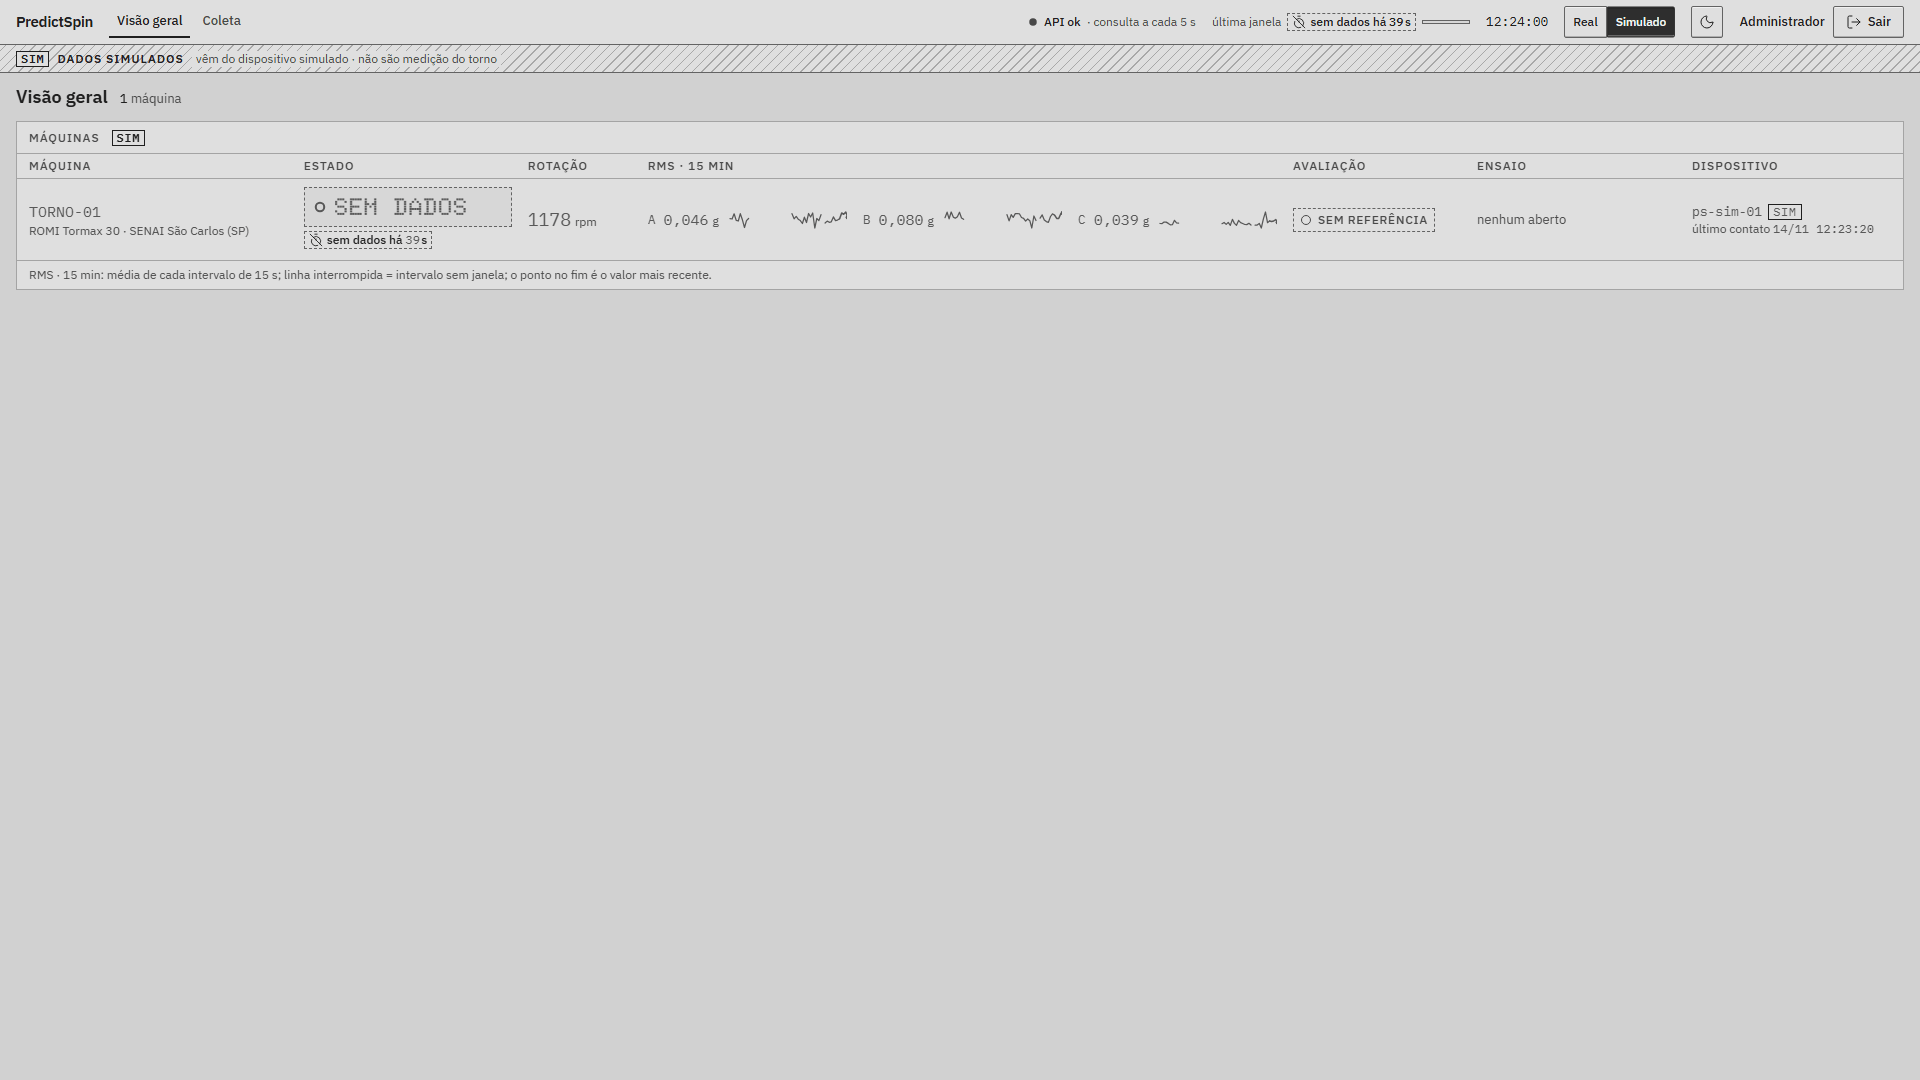 PredictSpin Visão geral Coleta API ok · consulta a cada 5 s última janela sem dados há 39 s 12:24:00 Real Simulado Administrador Sair
SIM DADOS SIMULADOS vêm do dispositivo simulado · não são medição do torno
Visão geral 1 máquina
MÁQUINAS SIM
MÁQUINA ESTADO ROTAÇÃO RMS · 15 MIN AVALIAÇÃO ENSAIO DISPOSITIVO
TORNO-01
ROMI Tormax 30 · SENAI São Carlos (SP)
SEM DADOS
sem dados há 39 s
1178 rpm
A 0,046 g B 0,080 g C 0,039 g
SEM REFERÊNCIA
nenhum aberto
ps-sim-01 SIM
último contato 14/11 12:23:20
RMS · 15 min: média de cada intervalo de 15 s; linha interrompida = intervalo sem janela; o ponto no fim é o valor mais recente.